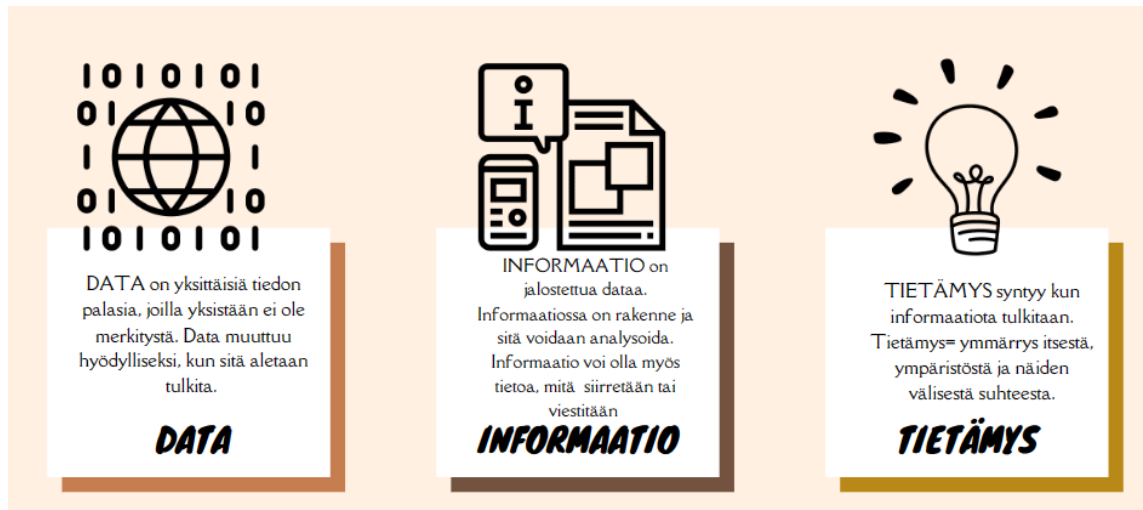 1010101
01 10
1 1
01 10
1010101
DATA on yksittäisiä tiedon
palasia, joilla yksistään ei ole
merkitystä. Data muuttuu
hyödylliseksi, kun sitä aletaan
tulkita.
DATA
i
INFORMAATIO on
jalostettua dataa.
Informaatiossa on rakenne ja
sitä voidaan analysoida.
Informaatio voi olla myös
tietoa, mitä siirretään tai
viestitään
INFORMAATIO
TIETÄMYS syntyy kun
informaatiota tulkitaan.
Tietämys= ymmärrys itsestä,
ympäristöstä ja näiden
välisestä suhteesta.
TIETÄMYS